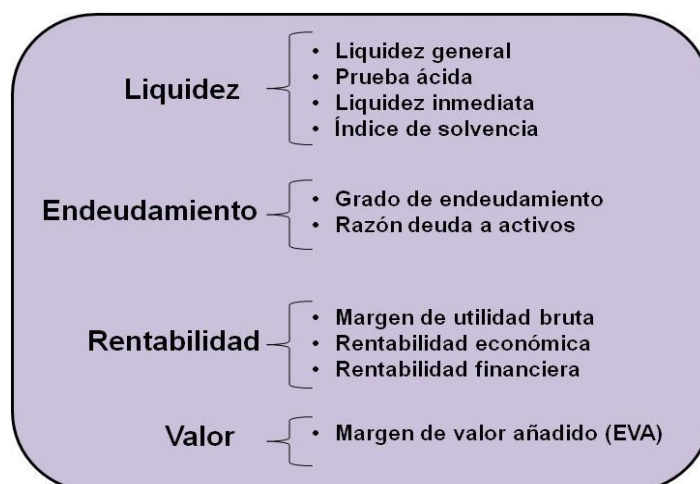 Liquidez
• Liquidez general
• Prueba ácida
• Liquidez inmediata
• Índice de solvencia
Endeudamiento
• Grado de endeudamiento
• Razón deuda a activos
Rentabilidad
• Margen de utilidad bruta
• Rentabilidad económica
• Rentabilidad financiera
Valor
• Margen de valor añadido (EVA)